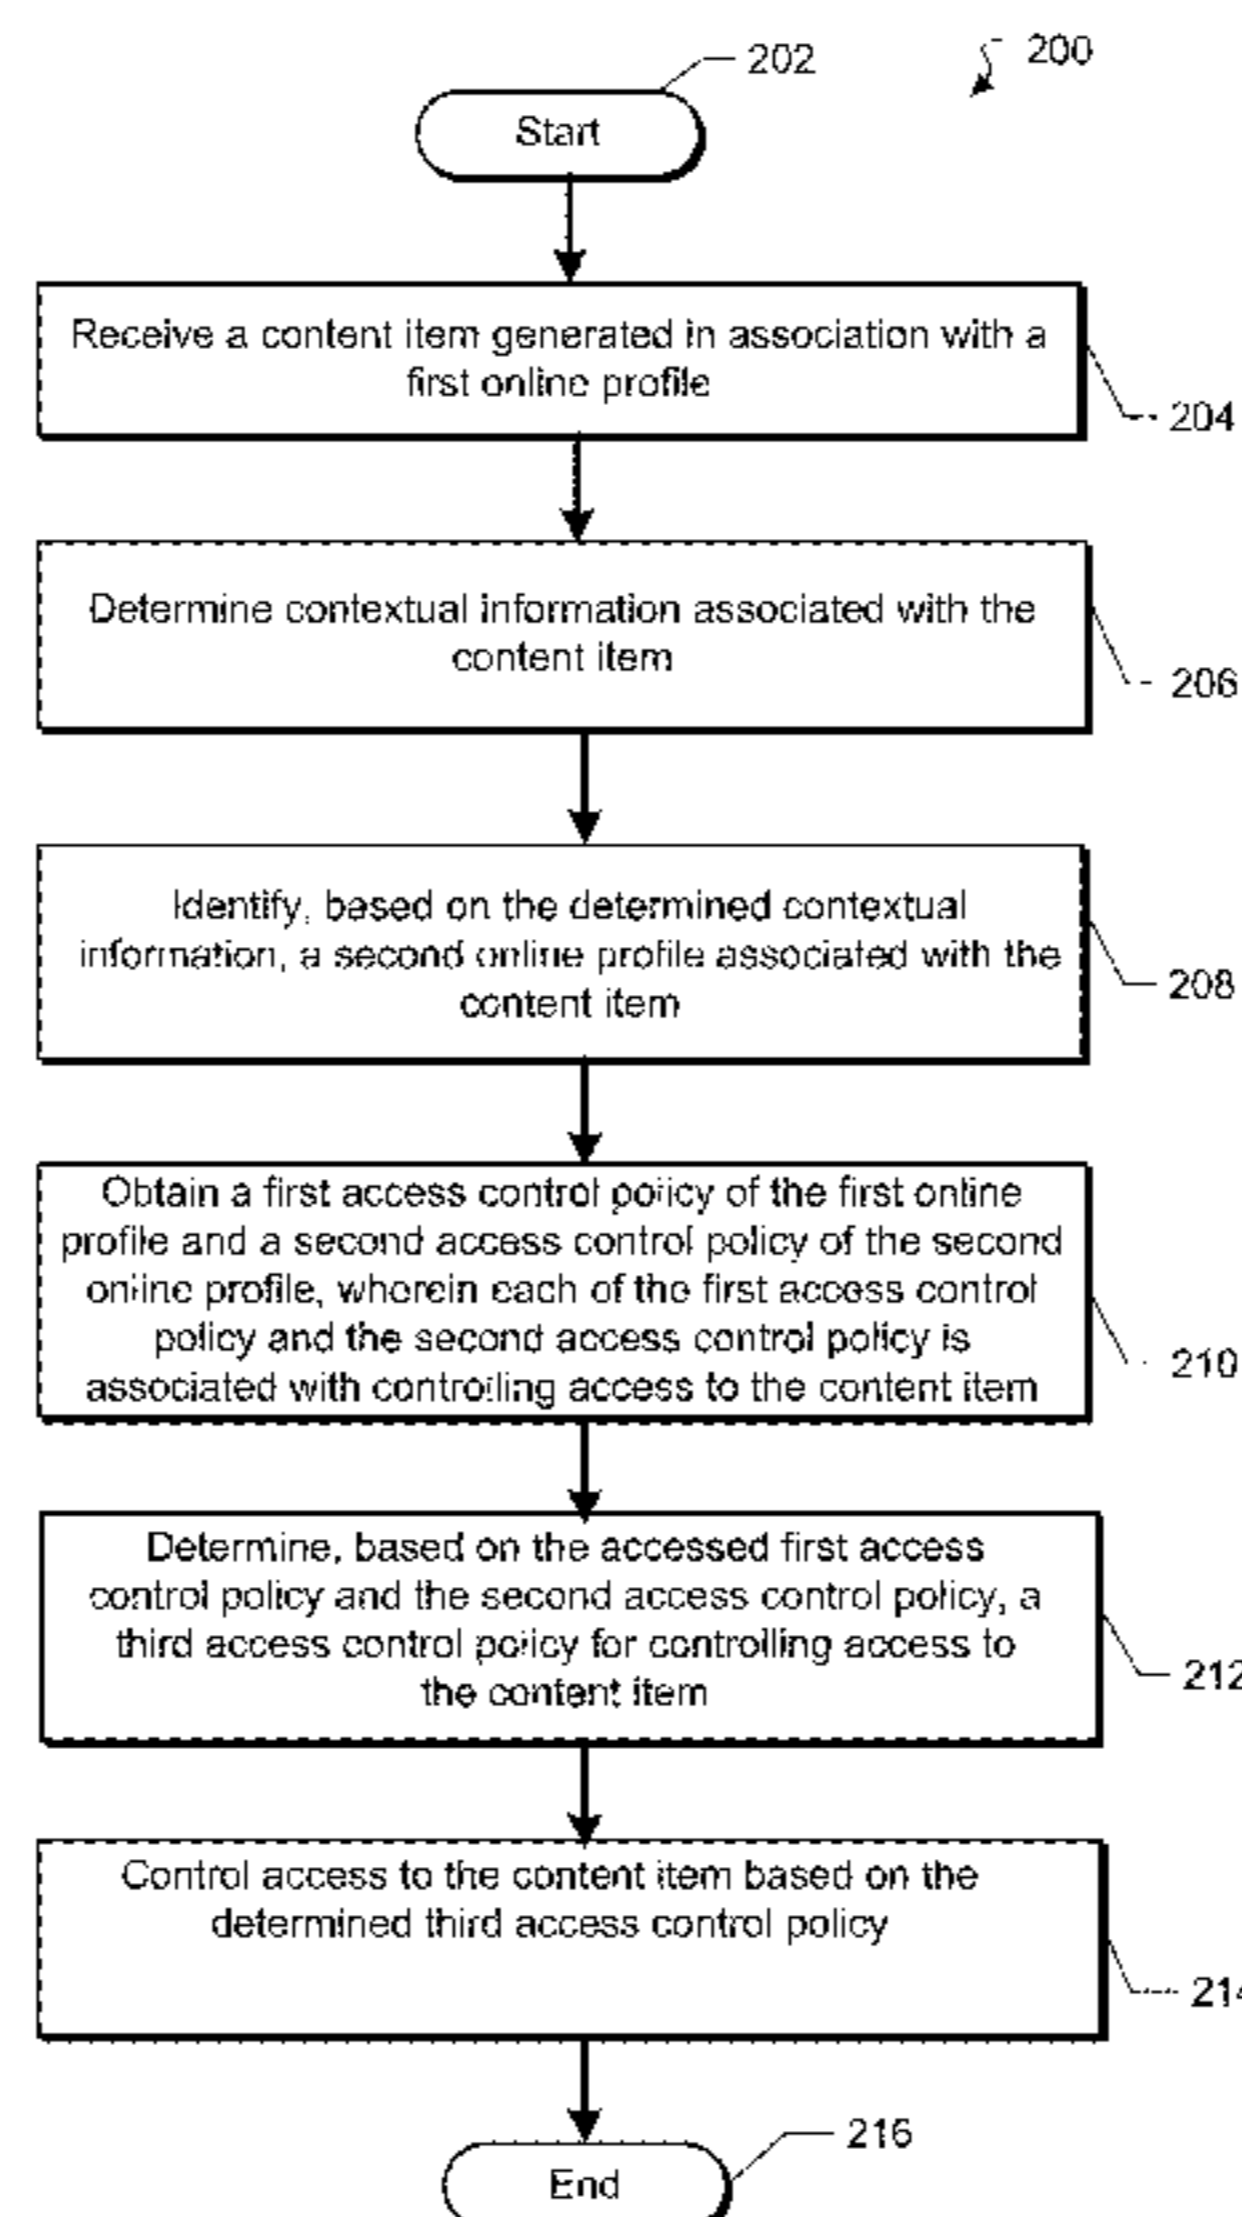 202
200
Start
Receive a content item generated in association with a
first online profile
204
Determine contextual information associated with the
content item
206
Identify, based on the determined contextual
information, a second online profile associated with the
content item
208
Obtain a first access control policy of the first online
profile and a second access control policy of the second
online profile, wherein each of the first access control
policy and the second access control policy is
associated with controlling access to the content item
210
Determine, based on the accessed first access
control policy and the second access control policy, a
third access control policy for controlling access to
the content item
212
Control access to the content item based on the
determined third access control policy
214
216
End